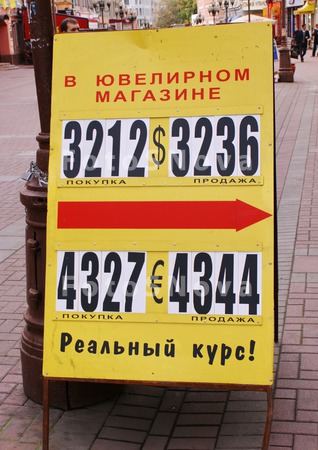 В ЮВЕЛИРНОМ
МАГАЗИНЕ
3212 $ 3236
ПОКУПКА ПРОДАЖА
4327 € 4344
ПОКУПКА ПРОДАЖА
Реальный курс!